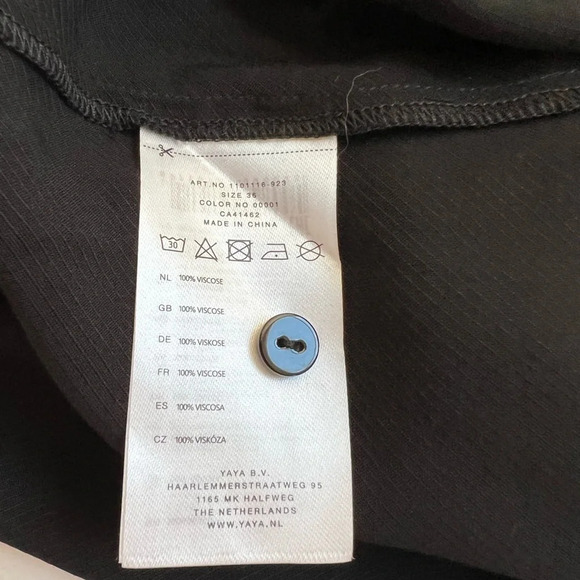 ART.NO 1101116-923
SIZE 36
COLOR NO 00001
CA41462
MADE IN CHINA
30
NL 100% VISCOSE
GB 100% VISCOSE
DE 100% VISKOSE
FR 100% VISCOSE
ES 100% VISCOSA
CZ 100% VISKÓZA
YAYA B.V.
HAARLEMMERSTRAATWEG 95
1165 MK HALFWEG
THE NETHERLANDS
WWW.YAYA.NL